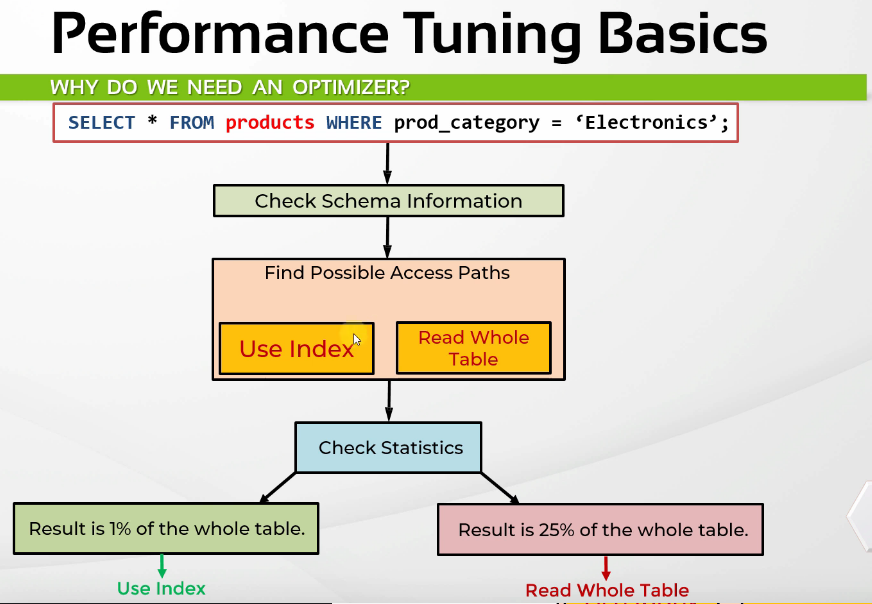 Performance Tuning Basics
WHY DO WE NEED AN OPTIMIZER?
SELECT * FROM products WHERE prod_category = ‘Electronics’;
Check Schema Information
Find Possible Access Paths
Use Index
Read Whole
Table
Check Statistics
Result is 1% of the whole table.
Result is 25% of the whole table.
Use Index
Read Whole Table